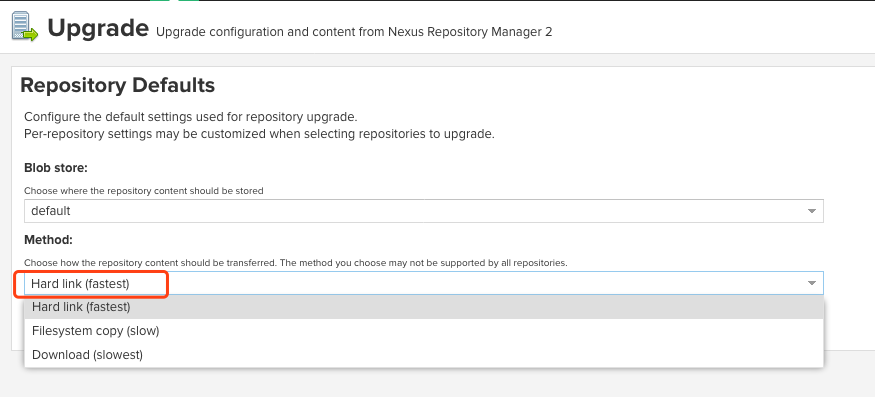 Upgrade Upgrade configuration and content from Nexus Repository Manager 2
Repository Defaults
Configure the default settings used for repository upgrade.
Per-repository settings may be customized when selecting repositories to upgrade.
Blob store:
Choose where the repository content should be stored
default
Method:
Choose how the repository content should be transferred. The method you choose may not be supported by all repositories.
Hard link (fastest)
Hard link (fastest)
Filesystem copy (slow)
Download (slowest)